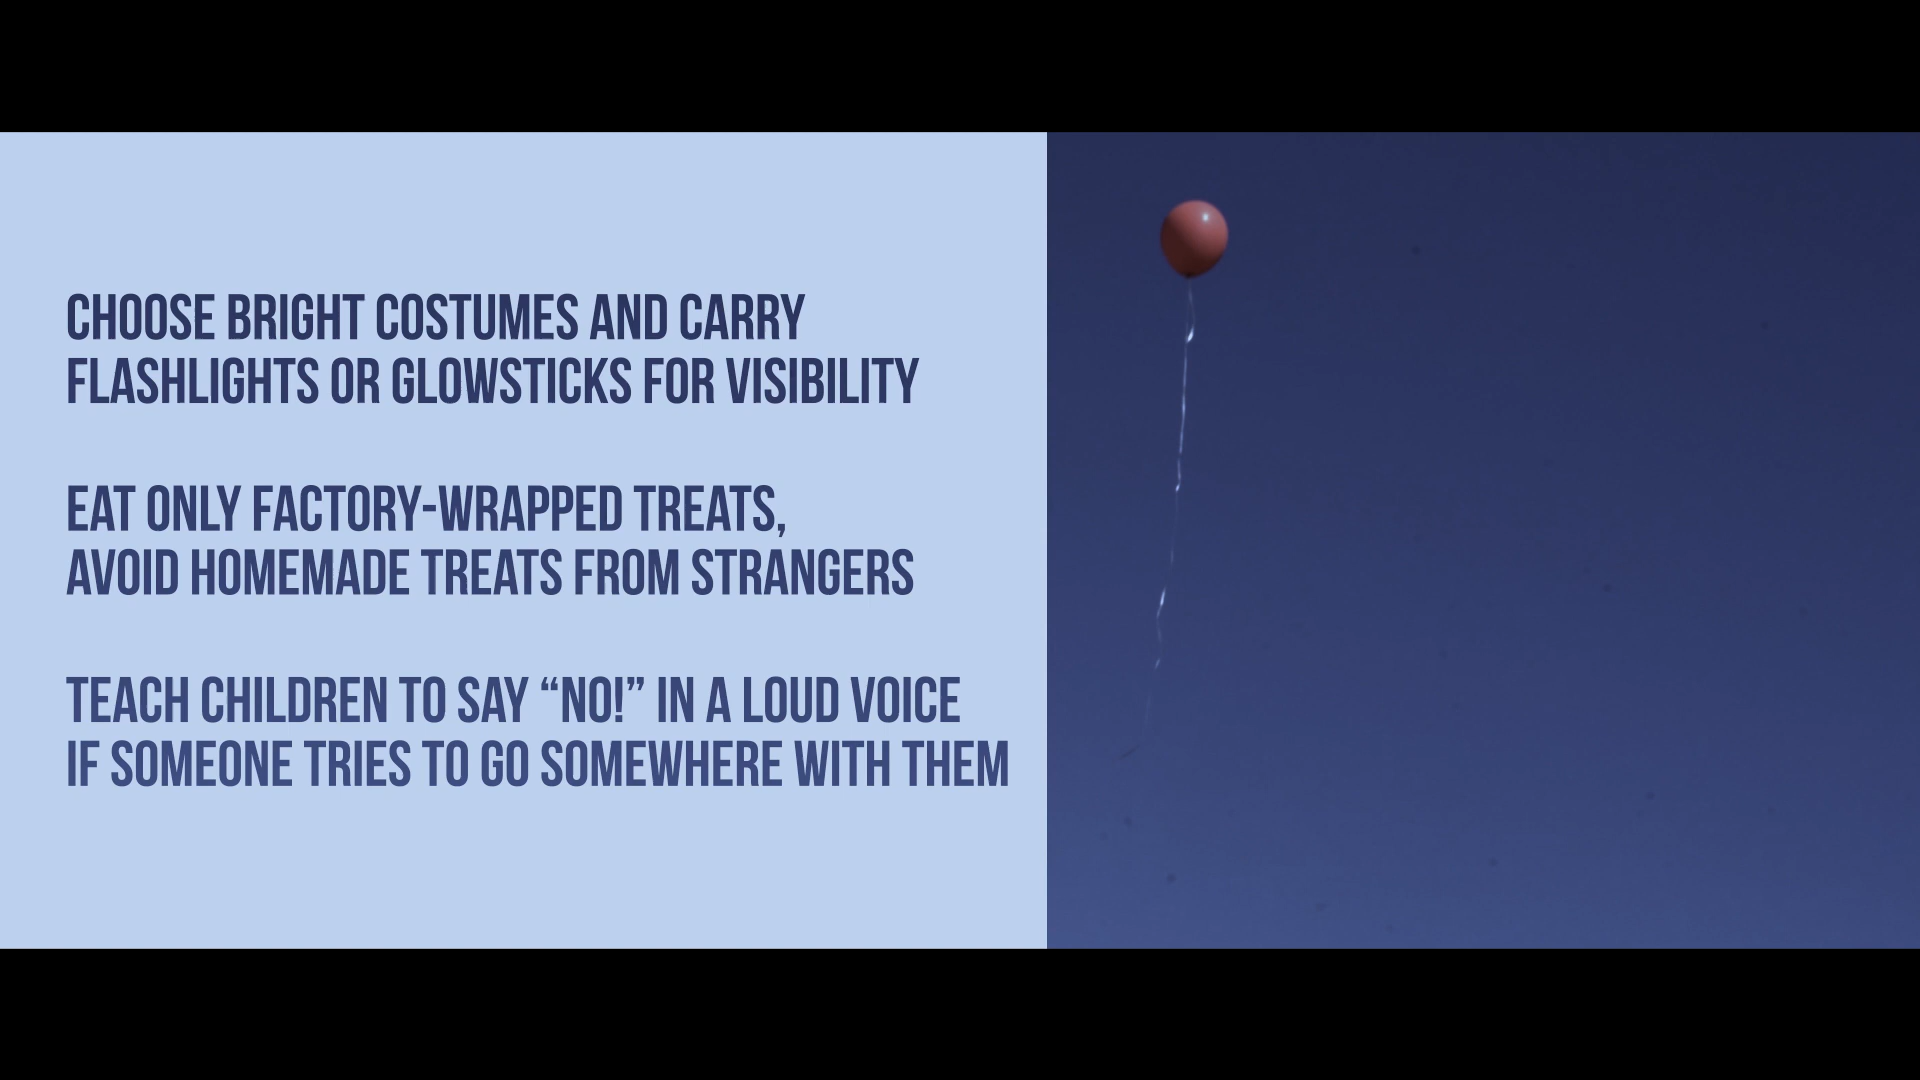 CHOOSE BRIGHT COSTUMES AND CARRY
FLASHLIGHTS OR GLOWSTICKS FOR VISIBILITY
EAT ONLY FACTORY-WRAPPED TREATS,
AVOID HOMEMADE TREATS FROM STRANGERS
TEACH CHILDREN TO SAY “NO!” IN A LOUD VOICE
IF SOMEONE TRIES TO GO SOMEWHERE WITH THEM